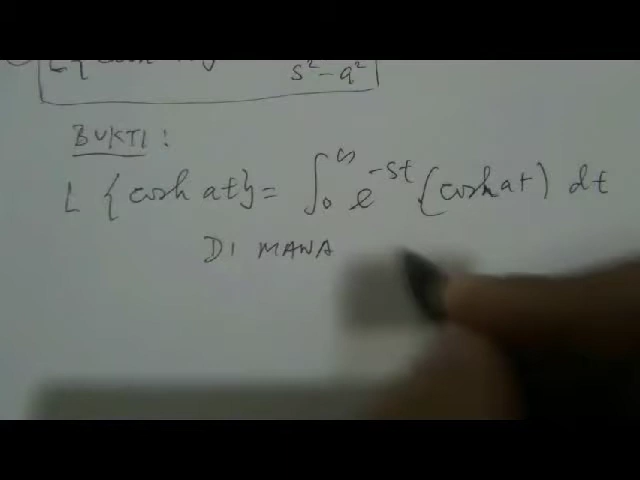 s² - a²
BUKTI :
L {cosh at} = ∫₀^∞ e^{-st} (cosh at) dt
DI MANA